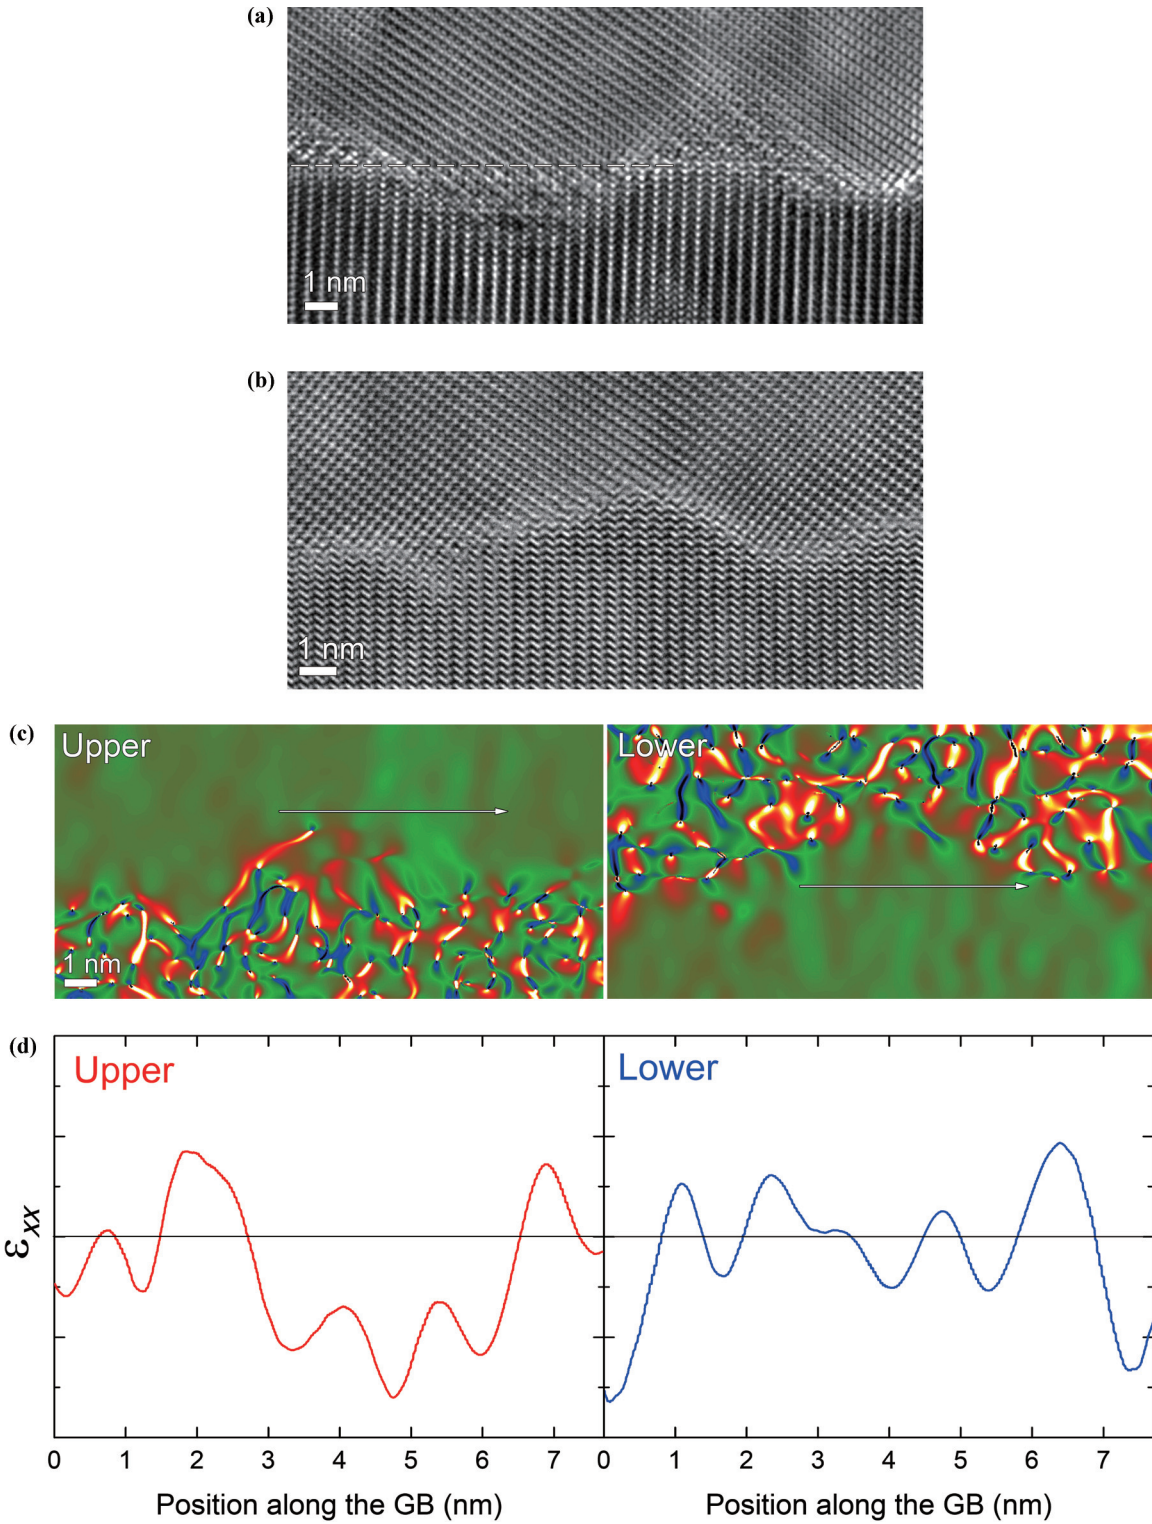 (a)
1 nm
(b)
1 nm
(c)
Upper
Lower
1 nm
(d)
Upper
Lower
εxx
0 1 2 3 4 5 6 7 0 1 2 3 4 5 6 7
Position along the GB (nm) Position along the GB (nm)